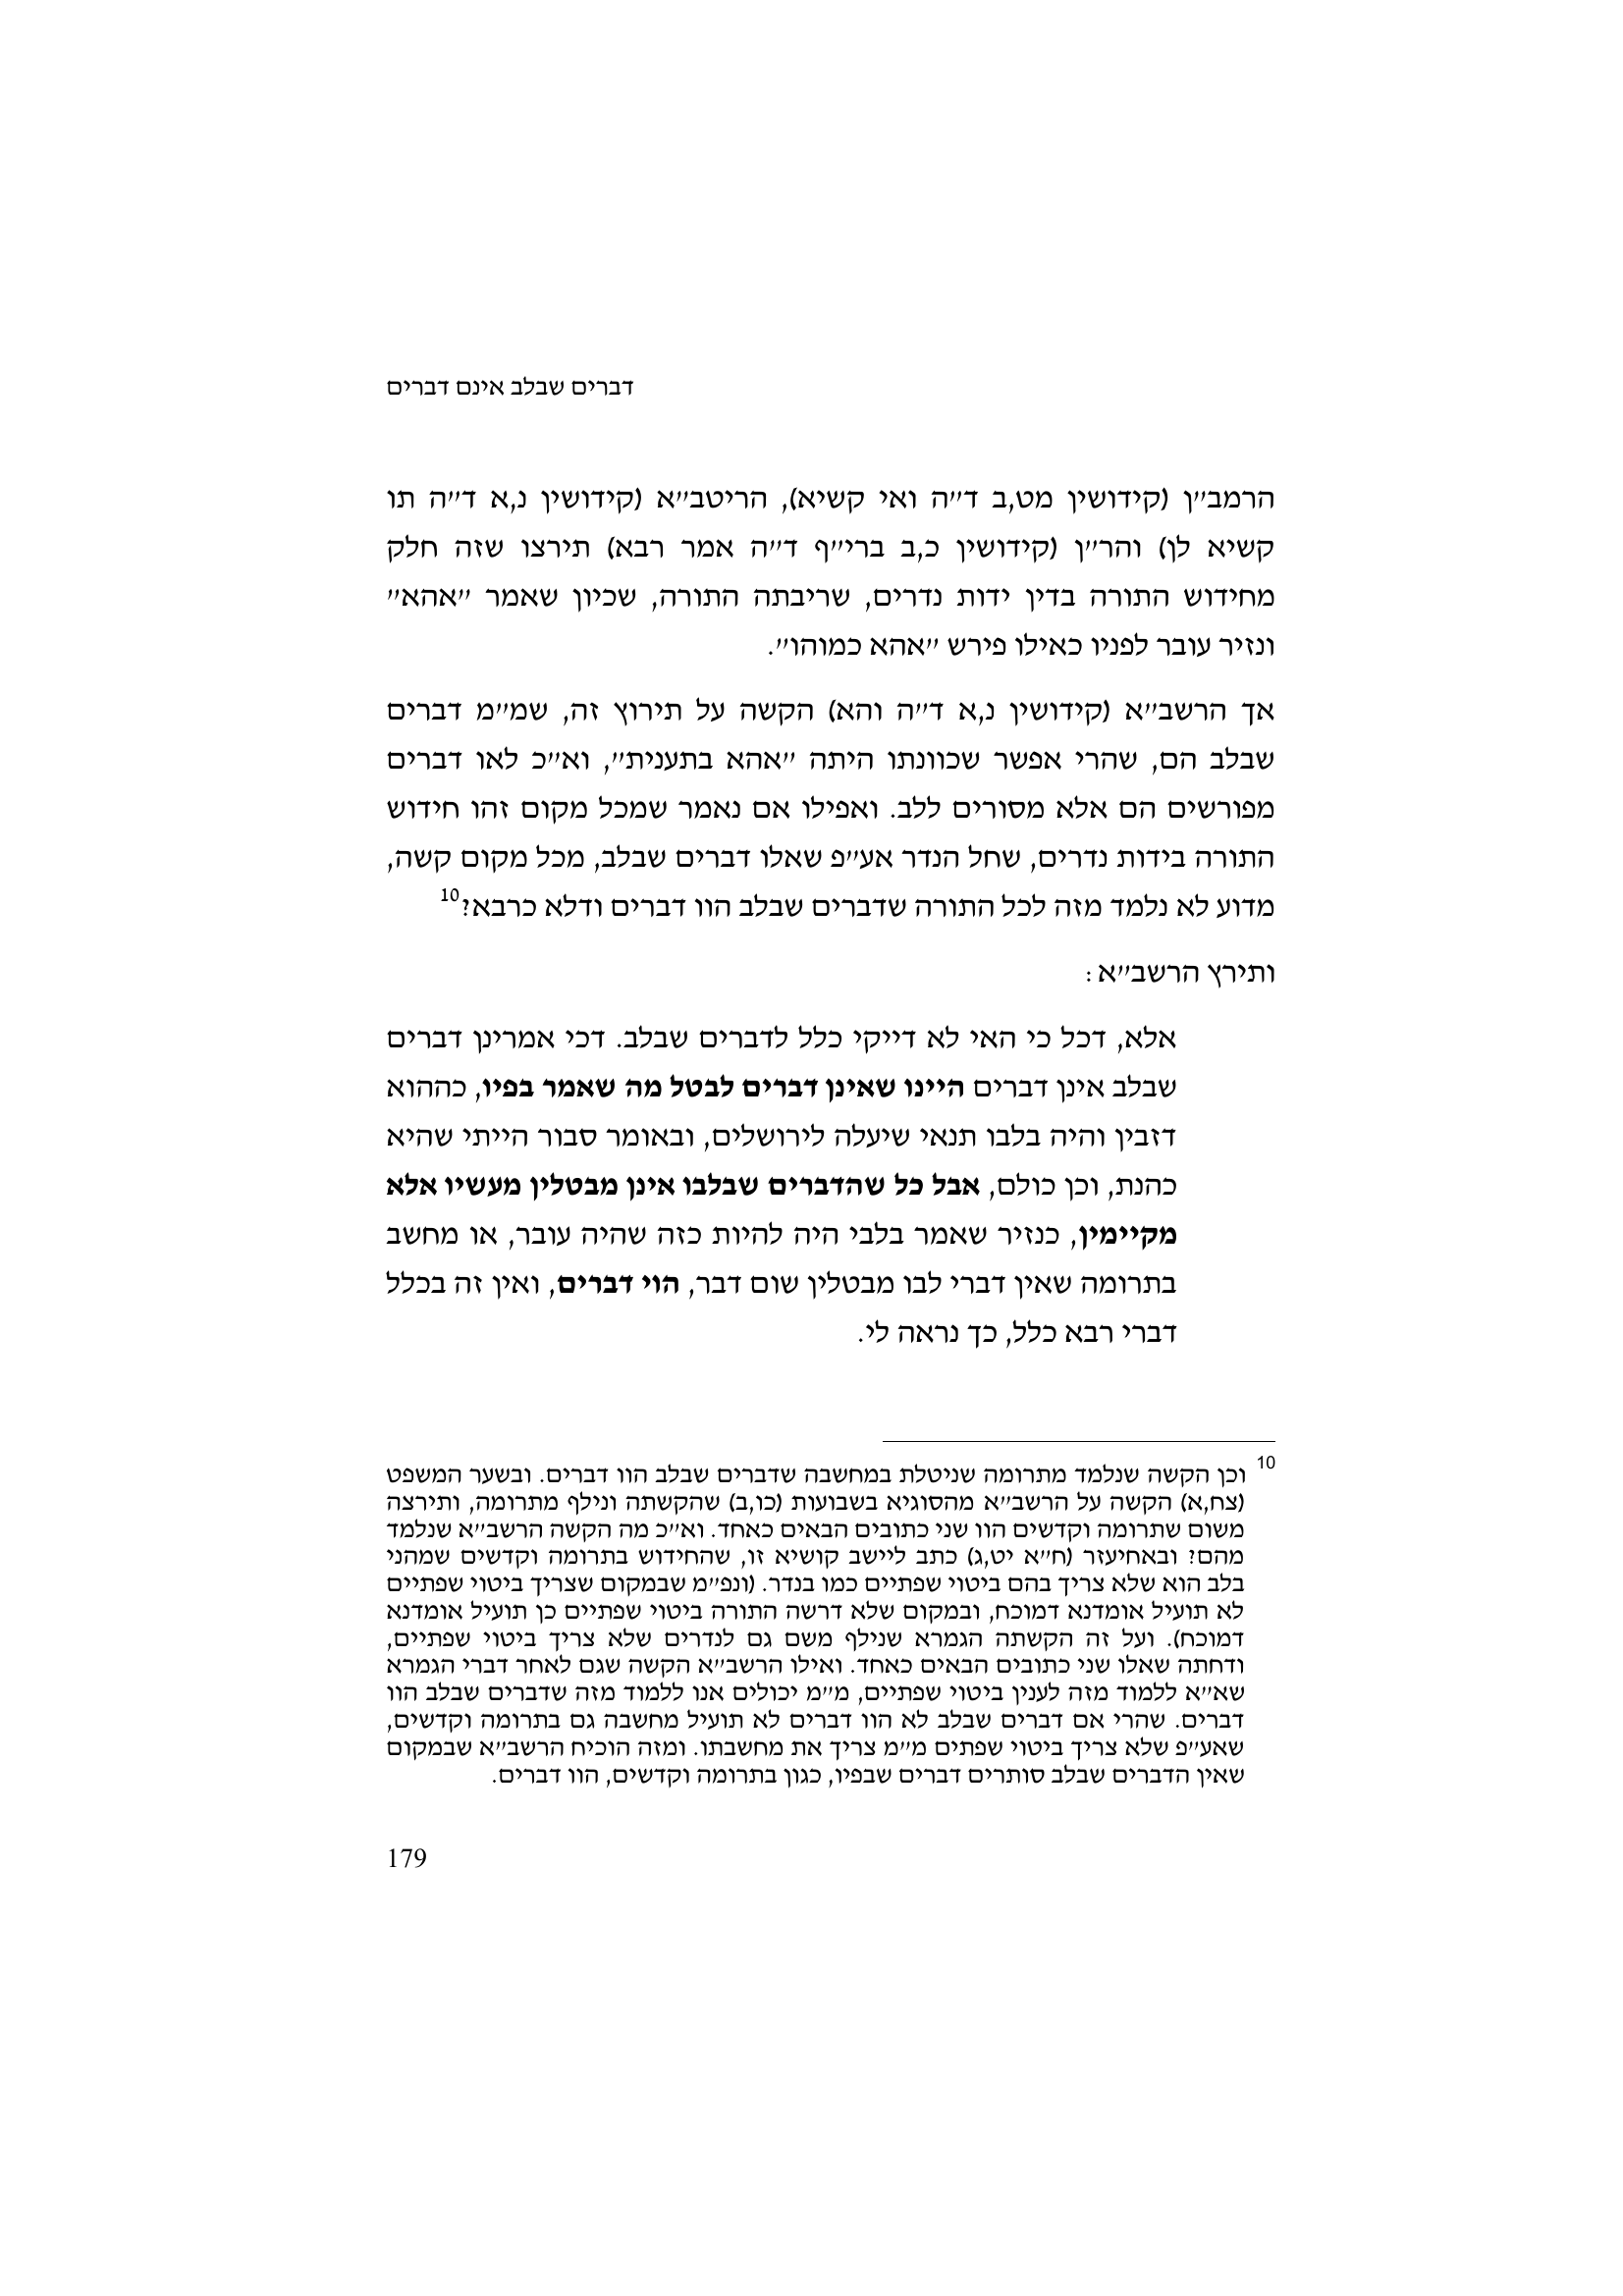 דברים שבלב אינם דברים
הרמב״ן (קידושין מט,ב ד״ה ואי קשיא), הריטב״א (קידושין נ,א ד״ה תו
קשיא לן) והר״ן (קידושין כ,ב ברי״ף ד״ה אמר רבא) תירצו שזה חלק
מחידוש התורה בדין ידות נדרים, שריבתה התורה, שכיון שאמר ״אהא״
ונזיר עובר לפניו כאילו פירש ״אהא כמוהו״.
אך הרשב״א (קידושין נ,א ד״ה והא) הקשה על תירוץ זה, שמ״מ דברים
שבלב הם, שהרי אפשר שכוונתו היתה ״אהא בתענית״, וא״כ לאו דברים
מפורשים הם אלא מסורים ללב. ואפילו אם נאמר שמכל מקום זהו חידוש
התורה בידות נדרים, שחל הנדר אע״פ שאלו דברים שבלב, מכל מקום קשה,
מדוע לא נלמד מזה לכל התורה שדברים שבלב הוו דברים ודלא כרבא?10
ותירץ הרשב״א:
אלא, דכל כי האי לא דייקי כלל לדברים שבלב. דכי אמרינן דברים
שבלב אינן דברים היינו שאינן דברים לבטל מה שאמר בפיו, כההוא
דזבין והיה בלבו תנאי שיעלה לירושלים, ובאומר סבור הייתי שהיא
כהנת, וכן כולם, אבל כל שהדברים שבלבו אינן מבטלין מעשיו אלא
מקיימין, כנזיר שאמר בלבי היה להיות כזה שהיה עובר, או מחשב
בתרומה שאין דברי לבו מבטלין שום דבר, הוי דברים, ואין זה בכלל
דברי רבא כלל, כך נראה לי.
10 וכן הקשה שנלמד מתרומה שניטלת במחשבה שדברים שבלב הוו דברים. ובשער המשפט
(צח,א) הקשה על הרשב״א מהסוגיא בשבועות (כו,ב) שהקשתה ונילף מתרומה, ותירצה
משום שתרומה וקדשים הוו שני כתובים הבאים כאחד. וא״כ מה הקשה הרשב״א שנלמד
מהם? ובאחיעזר (ח״א יט,ג) כתב ליישב קושיא זו, שהחידוש בתרומה וקדשים שמהני
בלב הוא שלא צריך בהם ביטוי שפתיים כמו בנדר. (ונפ״מ שבמקום שצריך ביטוי שפתיים
לא תועיל אומדנא דמוכח, ובמקום שלא דרשה התורה ביטוי שפתיים כן תועיל אומדנא
דמוכח). ועל זה הקשתה הגמרא שנילף משם גם לנדרים שלא צריך ביטוי שפתיים,
ודחתה שאלו שני כתובים הבאים כאחד. ואילו הרשב״א הקשה שגם לאחר דברי הגמרא
שא״א ללמוד מזה לענין ביטוי שפתיים, מ״מ יכולים אנו ללמוד מזה שדברים שבלב הוו
דברים. שהרי אם דברים שבלב לא הוו דברים לא תועיל מחשבה גם בתרומה וקדשים,
שאע״פ שלא צריך ביטוי שפתים מ״מ צריך את מחשבתו. ומזה הוכיח הרשב״א שבמקום
שאין הדברים שבלב סותרים דברים שבפיו, כגון בתרומה וקדשים, הוו דברים.
179